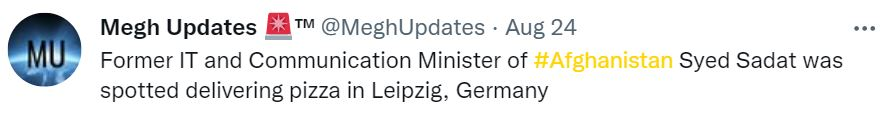 MU
Megh Updates 🚨™ @MeghUpdates · Aug 24
Former IT and Communication Minister of #Afghanistan Syed Sadat was
spotted delivering pizza in Leipzig, Germany